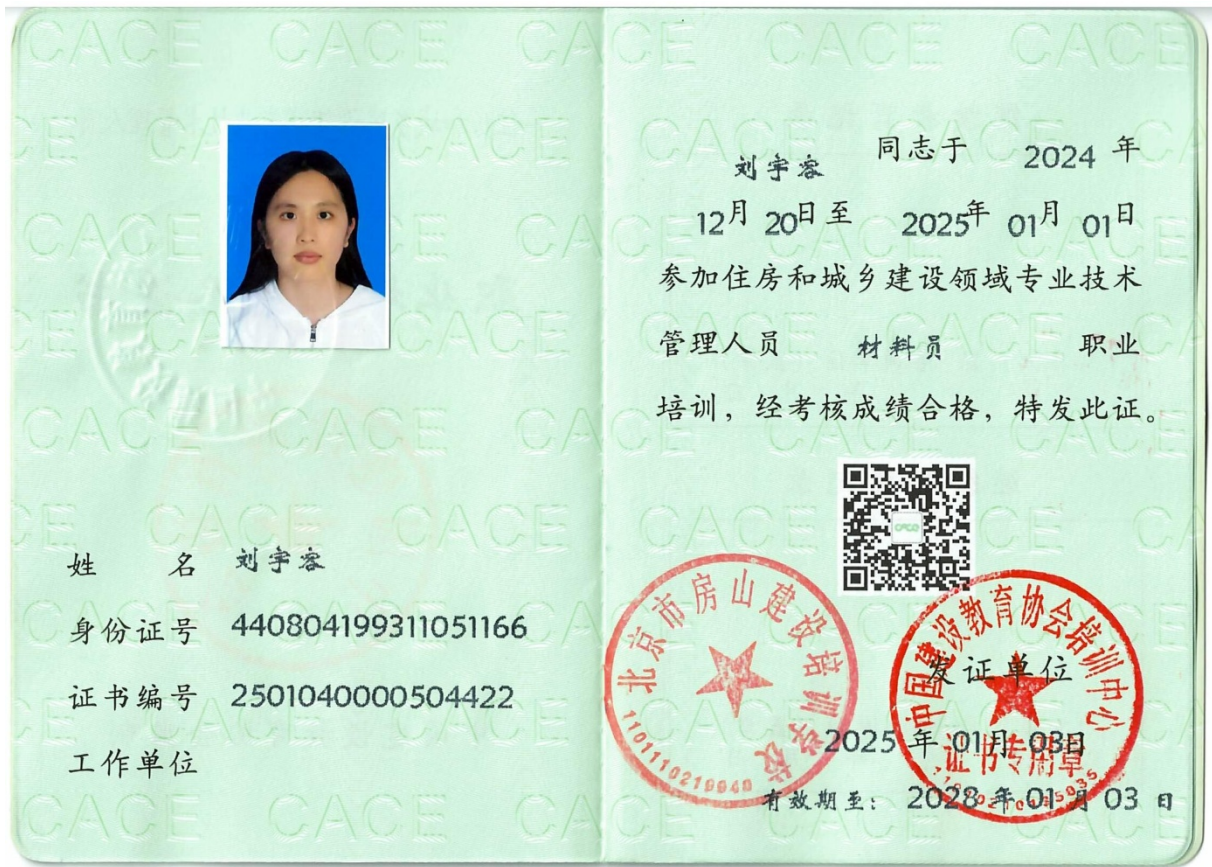 姓 名 刘宇容
身份证号 440804199311051166
证书编号 2501040000504422
工作单位
刘宇容 同志于 2024 年
12月 20日至 2025年 01月 01日
参加住房和城乡建设领域专业技术
管理人员 材料员 职业
培训，经考核成绩合格，特发此证。
CACE
北京市房山建设培训学校
中国建设教育协会培训中心
发证单位
证书专用章
2025 年 01月 03日
有效期至： 2028 年 01 月 03 日